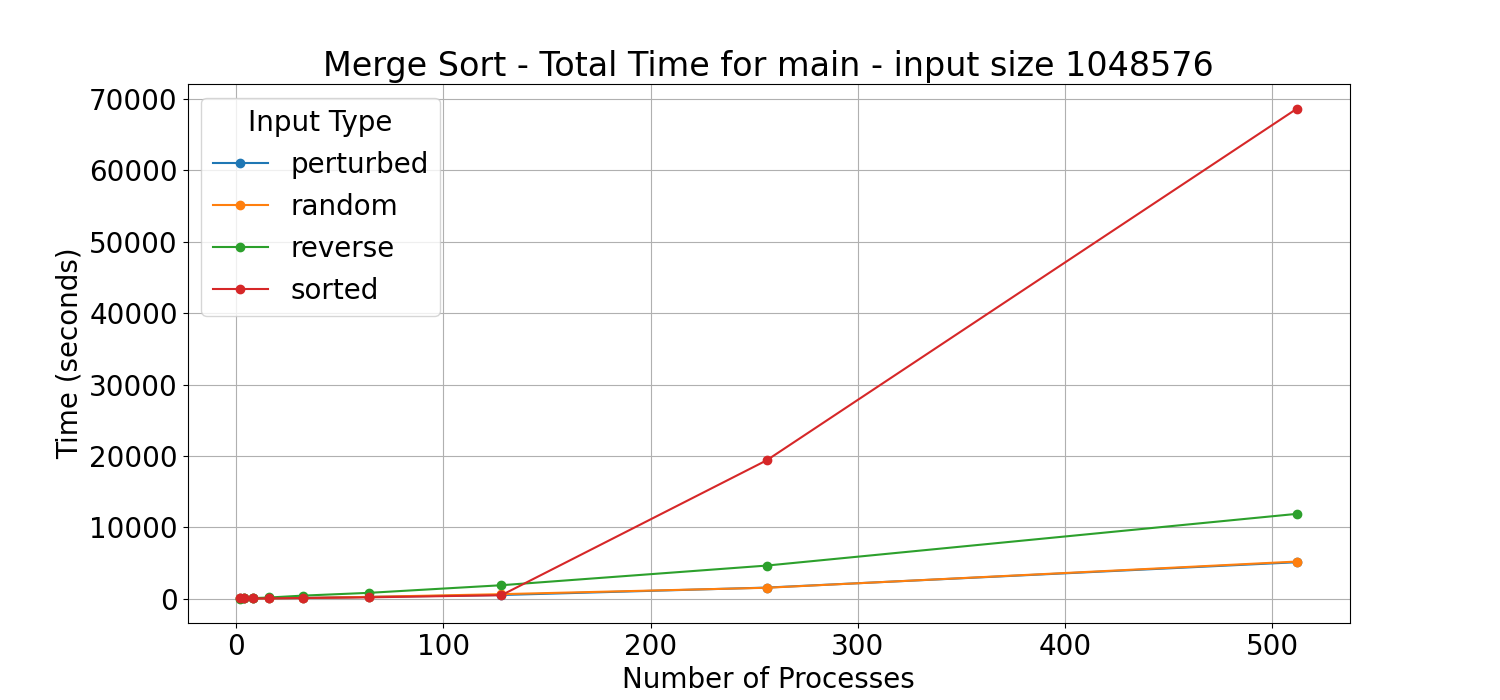 Merge Sort - Total Time for main - input size 1048576
70000
60000
50000
40000
30000
20000
10000
0
Time (seconds)
Input Type
perturbed
random
reverse
sorted
0 100 200 300 400 500
Number of Processes